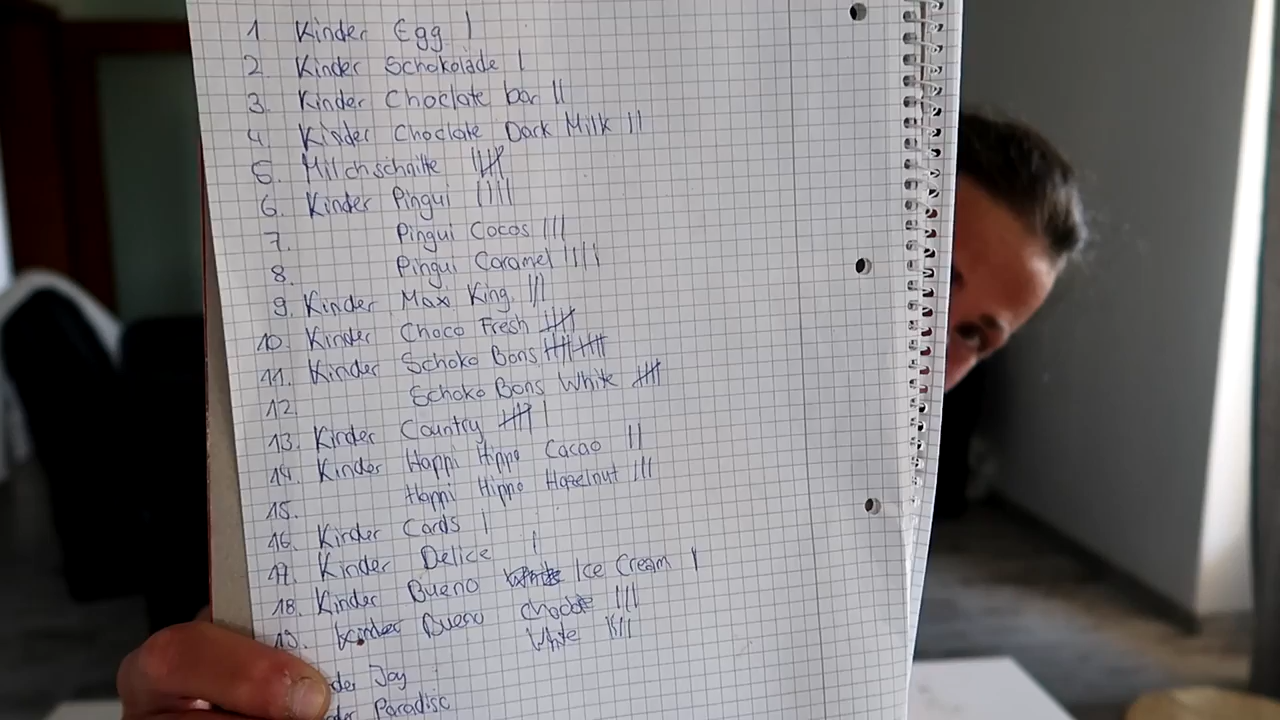 1. Kinder Egg |
2. Kinder Schokolade |
3. Kinder Choclate bar ||
4. Kinder Choclate Dark Milk ||
5. Milchschnitte ||||
6. Kinder Pingui ||||
7. Pingui Cocos |||
8. Pingui Caramel ||||
9. Kinder Max King |||
10. Kinder Choco Fresh ||||
11. Kinder Schoko Bons |||| ||||
12 Schoko Bons White ||||
13. Kinder Country |||| |
14. Kinder Happi Hippo Cacao ||
15. Happi Hippo Hazelnut |||
16. Kinder Cards |
17. Kinder Delice |
18. Kinder Bueno Ice Cream |
19. Kinder Bueno Choclate |||
White ||||
der Joy
der Paradiso